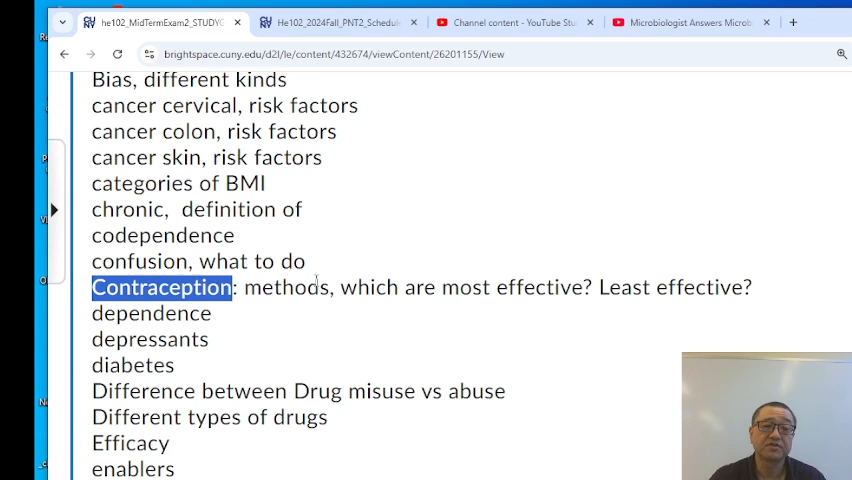 he102_MidTermExam2_STUDYG
He102_2024Fall_PNT2_Schedule
Channel content - YouTube Stu
Microbiologist Answers Microb
brightspace.cuny.edu/d2l/le/content/432674/viewContent/26201155/View
Bias, different kinds
cancer cervical, risk factors
cancer colon, risk factors
cancer skin, risk factors
categories of BMI
chronic, definition of
codependence
confusion, what to do
Contraception: methods, which are most effective? Least effective?
dependence
depressants
diabetes
Difference between Drug misuse vs abuse
Different types of drugs
Efficacy
enablers